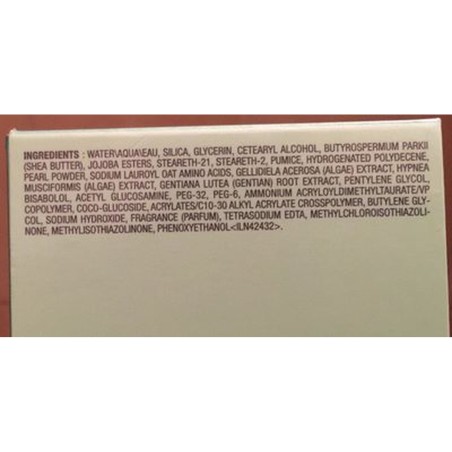 INGREDIENTS : WATER\AQUA\EAU, SILICA, GLYCERIN, CETEARYL ALCOHOL, BUTYROSPERMUM PARKII
(SHEA BUTTER), JOJOBA ESTERS, STEARETH-21, STEARETH-2, PUMICE, HYDROGENATED POLYDECENE,
PEARL POWDER, SODIUM LAUROYL OAT AMINO ACIDS, GELLIDIELA ACEROSA (ALGAE) EXTRACT, HYPNEA
MUSCIFORMIS (ALGAE) EXTRACT, GENTIANA LUTEA (GENTIAN) ROOT EXTRACT, PENTYLENE GLYCOL,
BISABOLOL, ACETYL GLUCOSAMINE, PEG-32, PEG-6, AMMONIUM ACRYLOYLDIMETHYLTAURATE/VP
COPOLYMER, COCO-GLUCOSIDE, ACRYLATES/C10-30 ALKYL ACRYLATE CROSSPOLYMER, BUTYLENE GLY-
COL, SODIUM HYDROXIDE, FRAGRANCE (PARFUM), TETRASODIUM EDTA, METHYLCHLOROISOTHIAZOLI-
NONE, METHYLISOTHIAZOLINONE, PHENOXYETHANOL<ILN42432>.